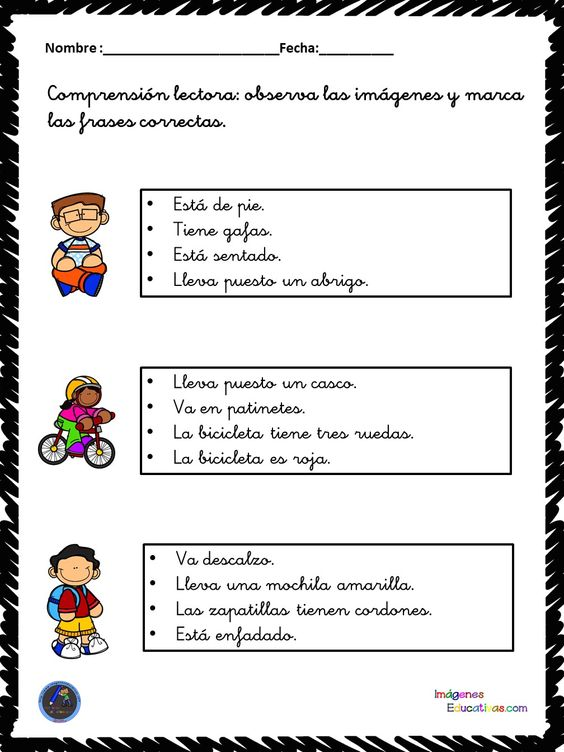 Nombre :________________________Fecha:__________
Comprensión lectora: observa las imágenes y marca
las frases correctas.
• Está de pie.
• Tiene gafas.
• Está sentado.
• Lleva puesto un abrigo.
• Lleva puesto un casco.
• Va en patinetes.
• La bicicleta tiene tres ruedas.
• La bicicleta es roja.
• Va descalzo.
• Lleva una mochila amarilla.
• Las zapatillas tienen cordones.
• Está enfadado.
Imágenes
Educativas.com